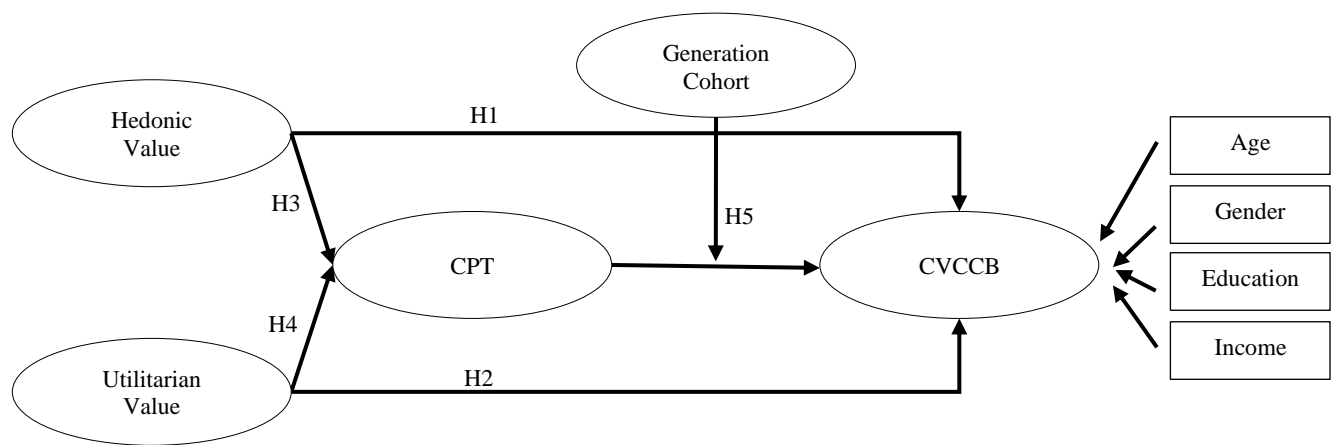 Generation
Cohort
Hedonic
Value
H1
Age
H3
Gender
H5
CPT
CVCCB
Education
H4
Income
Utilitarian
Value
H2